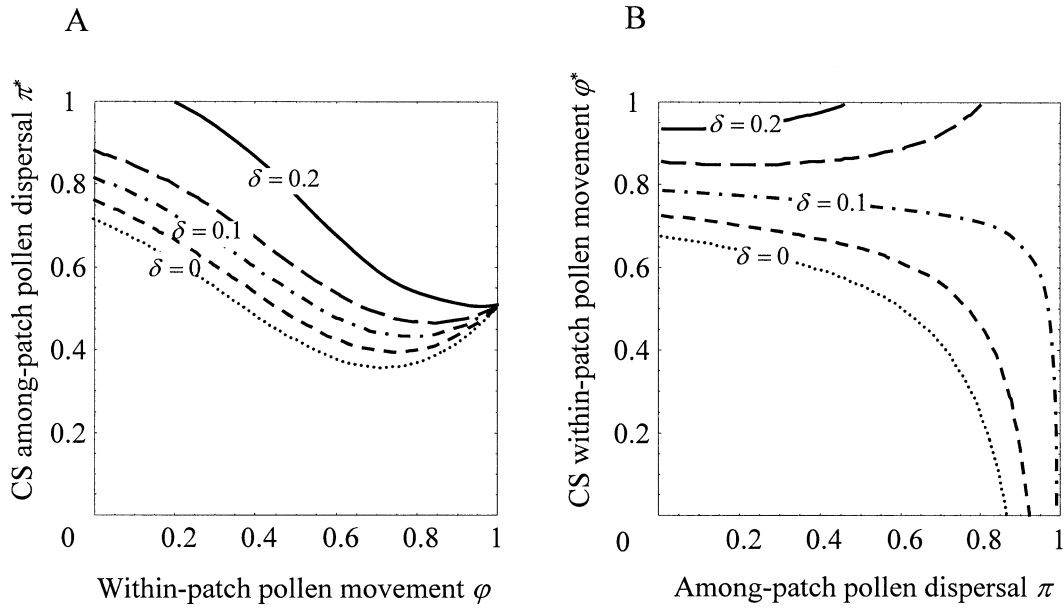 A
CS among-patch pollen dispersal π*
1
0.8
0.6
0.4
0.2
0
0.2
0.4
0.6
0.8
1
δ = 0.2
δ = 0.1
δ = 0
Within-patch pollen movement φ
B
CS within-patch pollen movement φ*
1
0.8
0.6
0.4
0.2
0
0.2
0.4
0.6
0.8
1
δ = 0.2
δ = 0.1
δ = 0
Among-patch pollen dispersal π